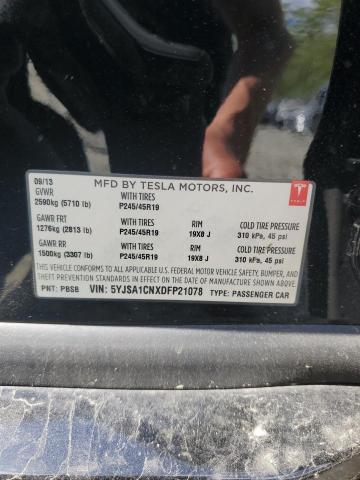 09/13 MFD BY TESLA MOTORS, INC.
GVWR WITH TIRES
2590kg (5710 lb) P245/45R19
GAWR FRT WITH TIRES RIM COLD TIRE PRESSURE
1276kg (2813 lb) P245/45R19 19X8 J 310 kPa, 45 psi
GAWR RR WITH TIRES RIM COLD TIRE PRESSURE
1500kg (3307 lb) P245/45R19 19X8 J 310 kPa, 45 psi
THIS VEHICLE CONFORMS TO ALL APPLICABLE U.S. FEDERAL MOTOR VEHICLE SAFETY, BUMPER, AND
THEFT PREVENTION STANDARDS IN EFFECT ON THE DATE OF MANUFACTURE SHOWN ABOVE.
PNT: PBSB VIN: 5YJSA1CNXDFP21078 TYPE: PASSENGER CAR